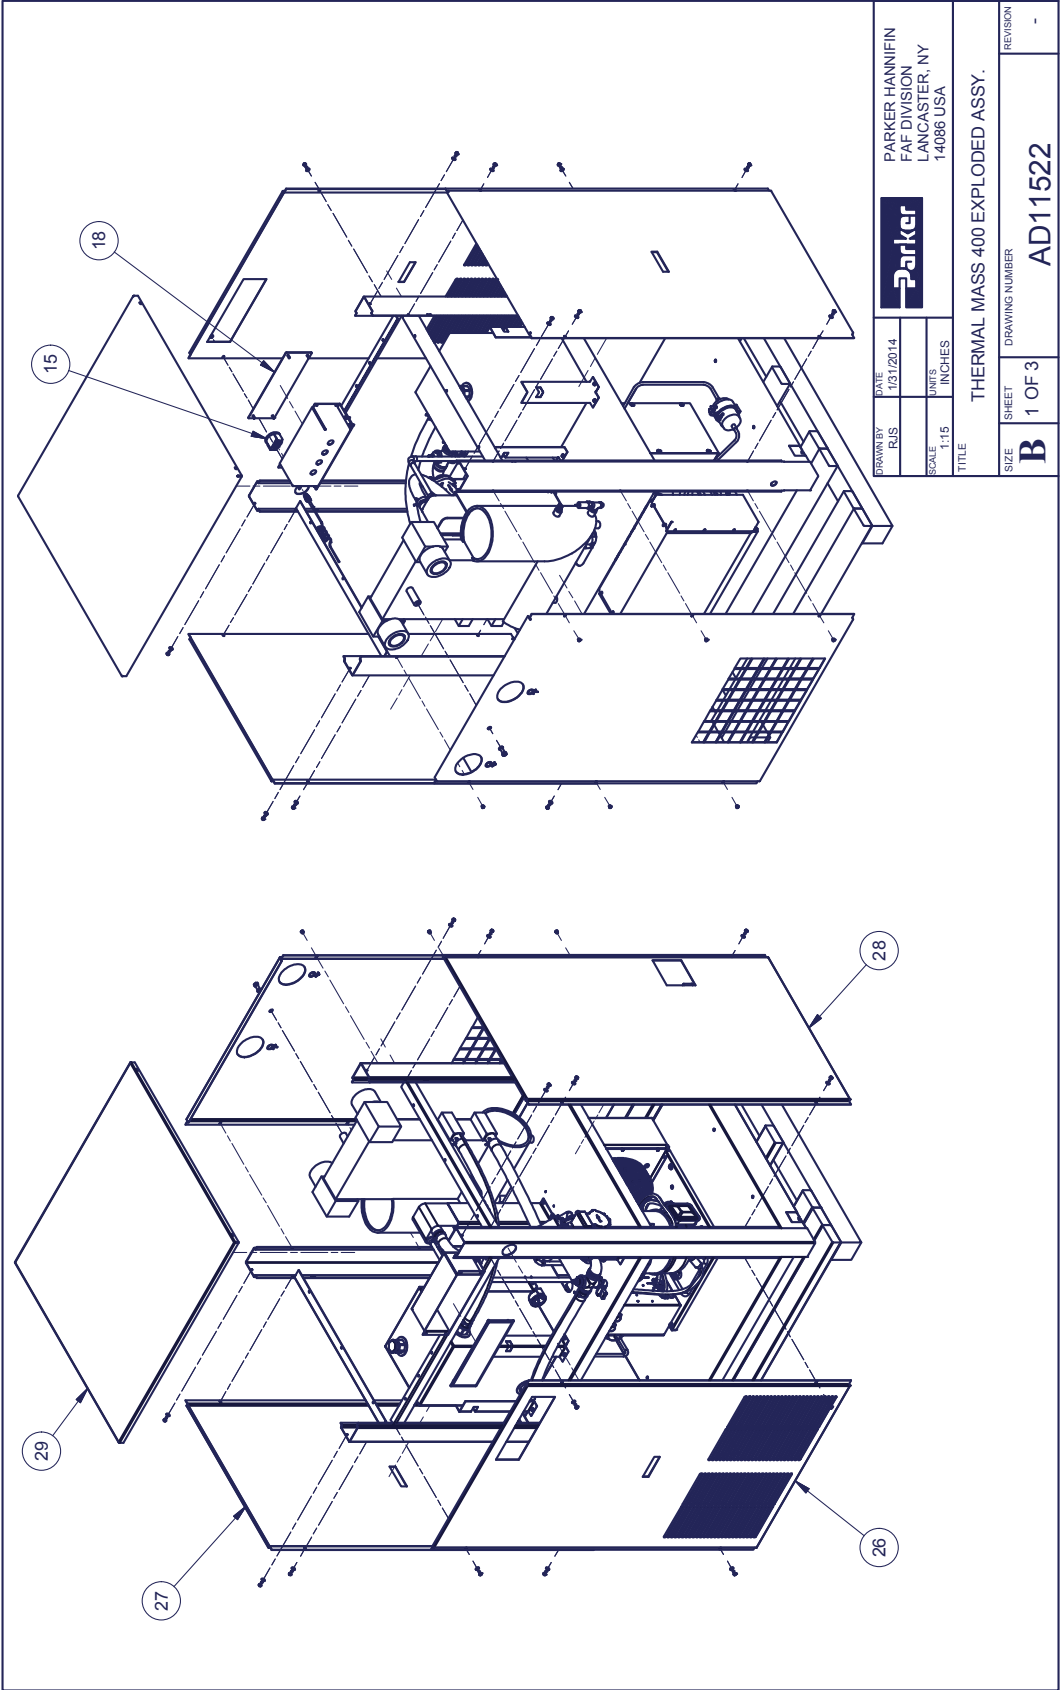 29
27
28
26
15
18
DRAWN BY
RJS
DATE
1/31/2014
SCALE
1:15
UNITS
INCHES
Parker
PARKER HANNIFIN
FAF DIVISION
LANCASTER, NY
14086 USA
TITLE
THERMAL MASS 400 EXPLODED ASSY.
SIZE
B
SHEET
1 OF 3
DRAWING NUMBER
AD11522
REVISION
-